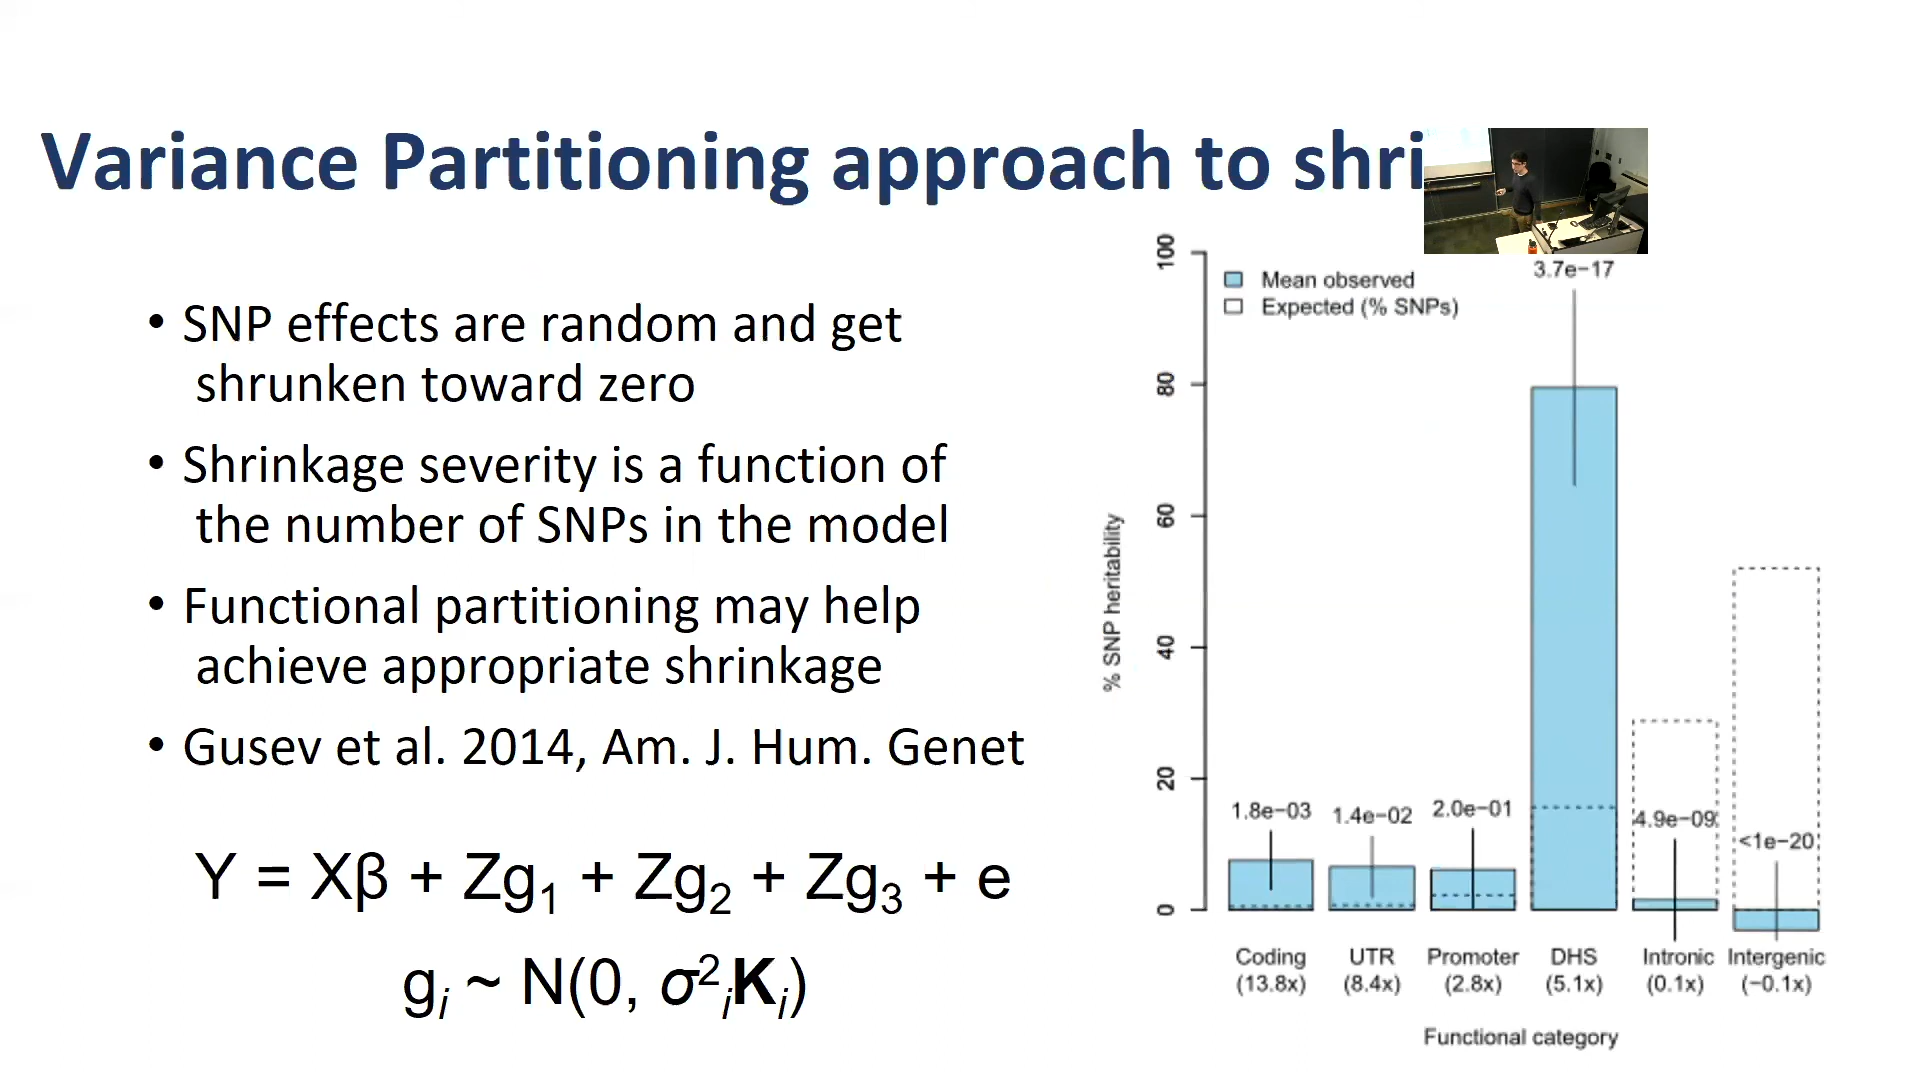 Variance Partitioning approach to shri
• SNP effects are random and get
shrunken toward zero
• Shrinkage severity is a function of
the number of SNPs in the model
• Functional partitioning may help
achieve appropriate shrinkage
• Gusev et al. 2014, Am. J. Hum. Genet
Y = Xβ + Zg₁ + Zg₂ + Zg₃ + e
gᵢ ~ N(0, σ²ᵢKᵢ)
Mean observed
Expected (% SNPs)
% SNP heritability
100
80
60
40
20
0
1.8e−03
1.4e−02
2.0e−01
3.7e−17
4.9e−09
<1e−20
Coding UTR Promoter DHS Intronic Intergenic
(13.8x) (8.4x) (2.8x) (5.1x) (0.1x) (−0.1x)
Functional category